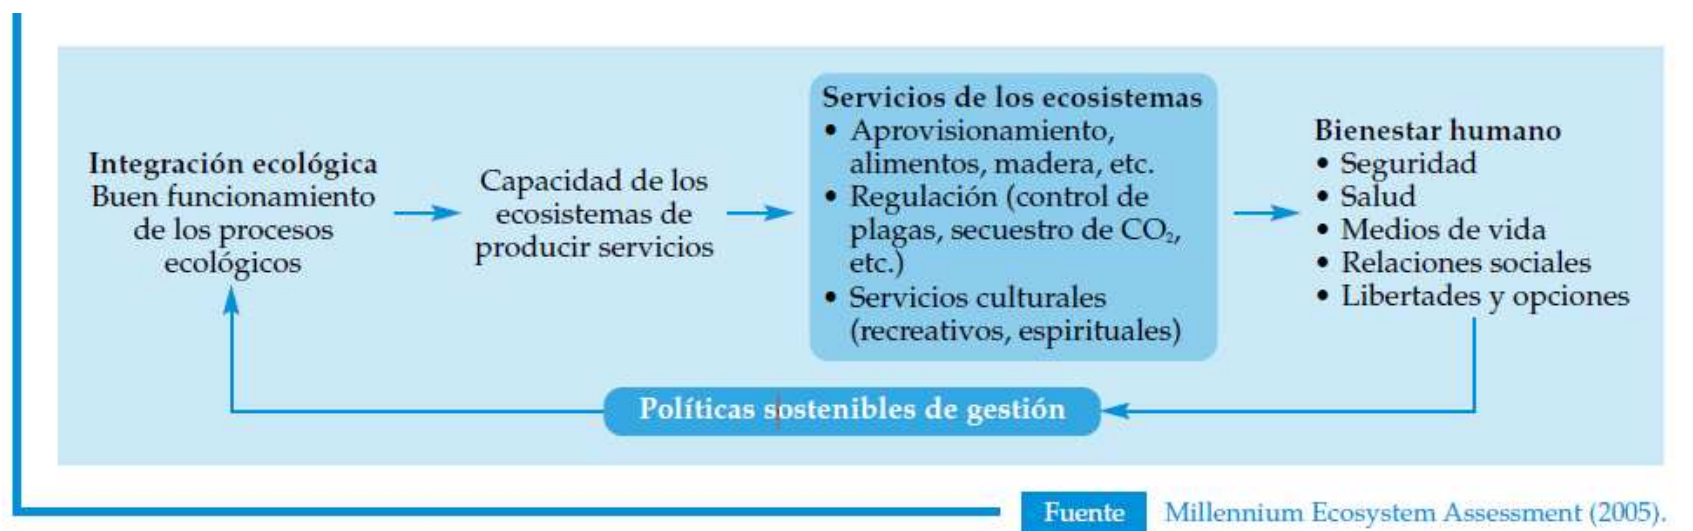 Integración ecológica
Buen funcionamiento
de los procesos
ecológicos
Capacidad de los
ecosistemas de
producir servicios
Servicios de los ecosistemas
• Aprovisionamiento,
alimentos, madera, etc.
• Regulación (control de
plagas, secuestro de CO₂,
etc.)
• Servicios culturales
(recreativos, espirituales)
Bienestar humano
• Seguridad
• Salud
• Medios de vida
• Relaciones sociales
• Libertades y opciones
Políticas sostenibles de gestión
Fuente Millennium Ecosystem Assessment (2005).